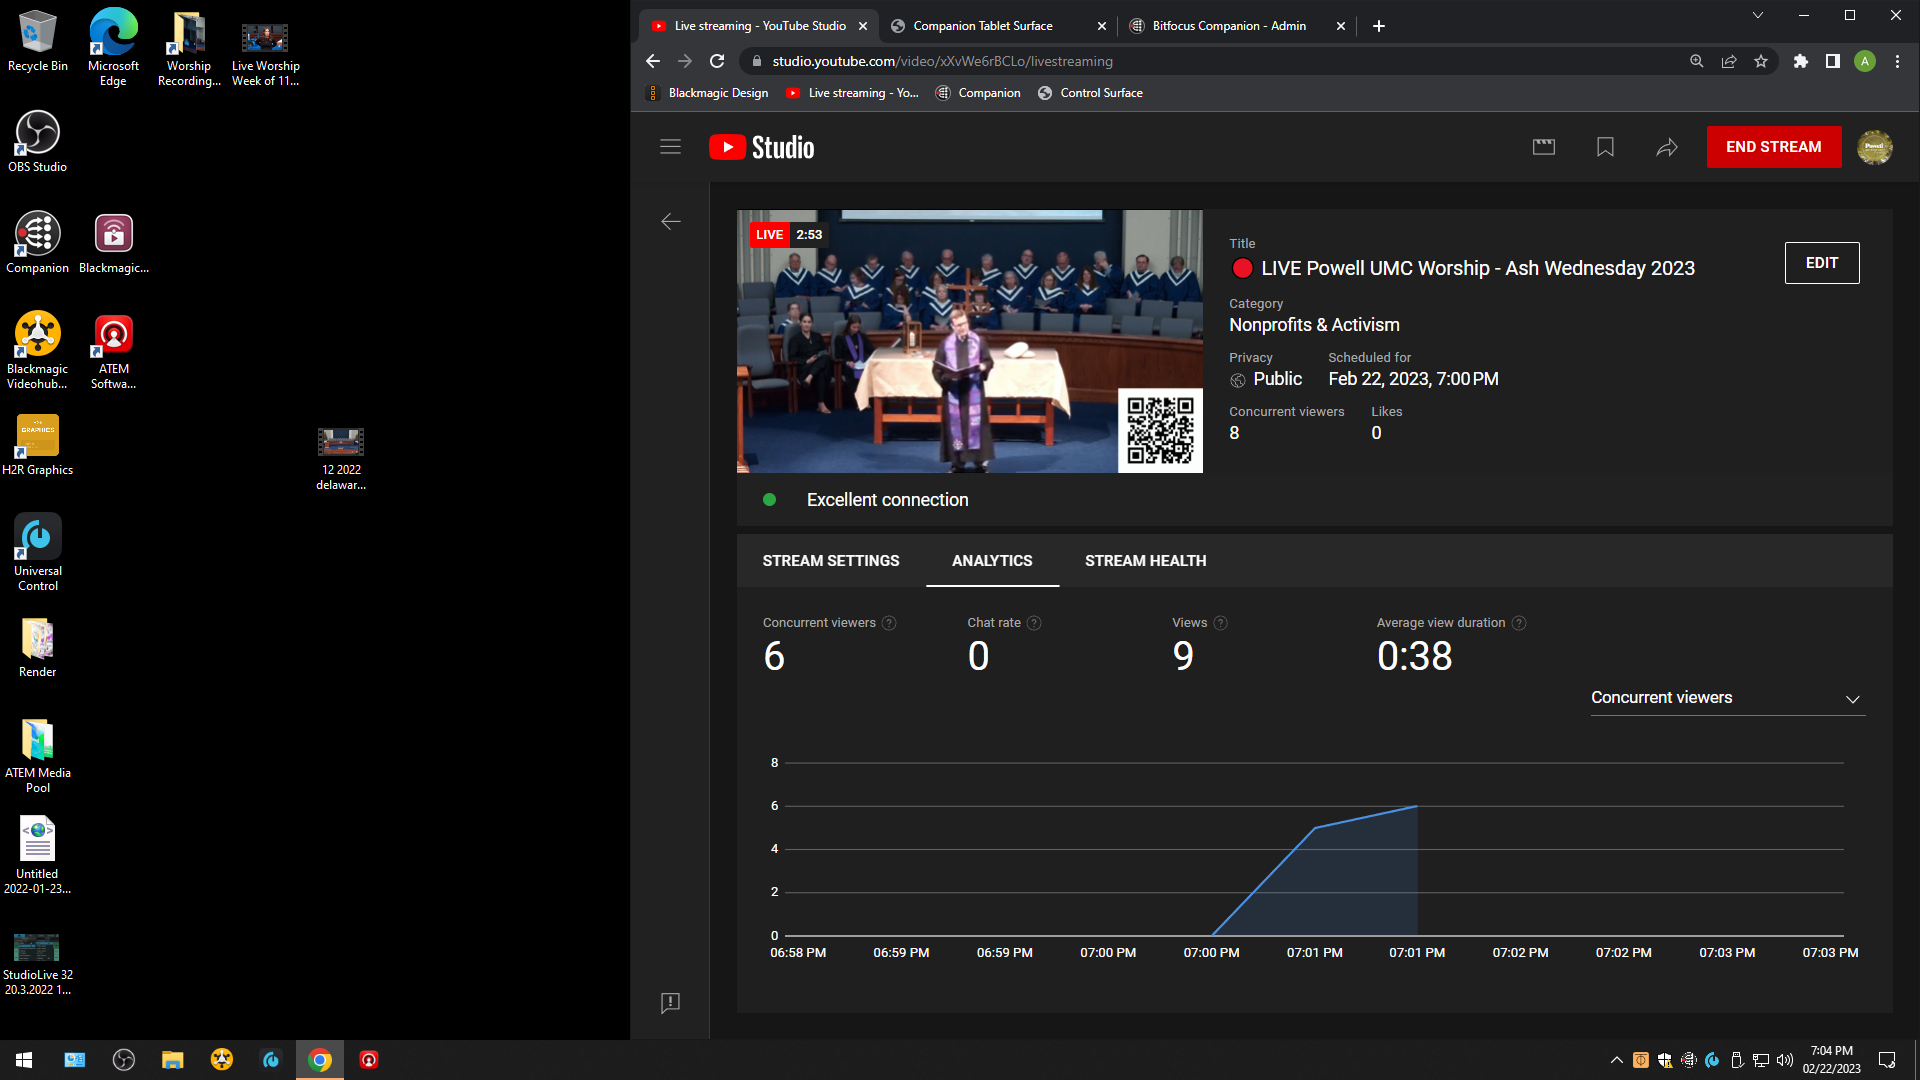 Recycle Bin
Microsoft
Edge
Worship
Recording...
Live Worship
Week of 11...
OBS Studio
Companion
Blackmagic...
Blackmagic
Videohub...
ATEM
Softwa...
GRAPHICS
H2R Graphics
12 2022
delawar...
Universal
Control
Render
ATEM Media
Pool
Untitled
2022-01-23...
StudioLive 32
20.3.2022 1...
Live streaming - YouTube Studio
Companion Tablet Surface
Bitfocus Companion - Admin
studio.youtube.com/video/xXvWe6rBCLo/livestreaming
A
Blackmagic Design
Live streaming - Yo...
Companion
Control Surface
Studio
END STREAM
Powell
LIVE 2:53
Title
LIVE Powell UMC Worship - Ash Wednesday 2023
EDIT
Category
Nonprofits & Activism
Privacy
Scheduled for
Public
Feb 22, 2023, 7:00 PM
Concurrent viewers
Likes
8
0
Excellent connection
STREAM SETTINGS
ANALYTICS
STREAM HEALTH
Concurrent viewers ?
Chat rate ?
Views ?
Average view duration ?
6
0
9
0:38
Concurrent viewers
8
6
4
2
0
06:58 PM
06:59 PM
06:59 PM
07:00 PM
07:00 PM
07:01 PM
07:01 PM
07:02 PM
07:02 PM
07:03 PM
07:03 PM
7:04 PM
02/22/2023